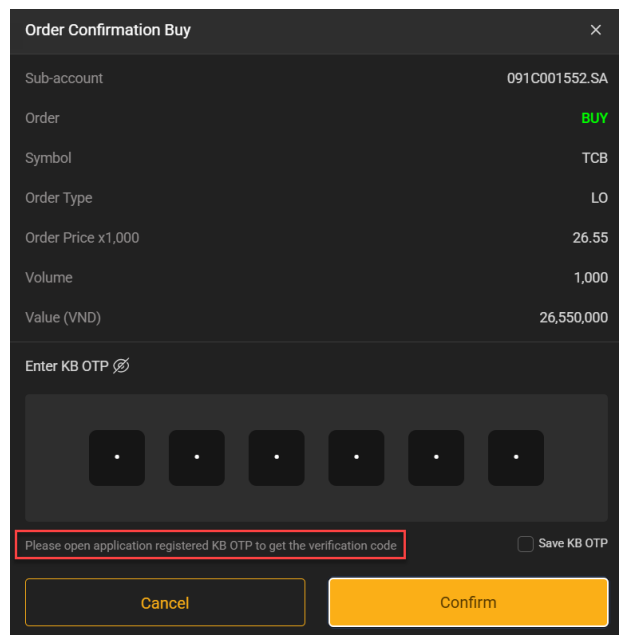 Order Confirmation Buy ×
Sub-account 091C001552.SA
Order BUY
Symbol TCB
Order Type LO
Order Price x1,000 26.55
Volume 1,000
Value (VND) 26,550,000
Enter KB OTP
Please open application registered KB OTP to get the verification code Save KB OTP
Cancel Confirm